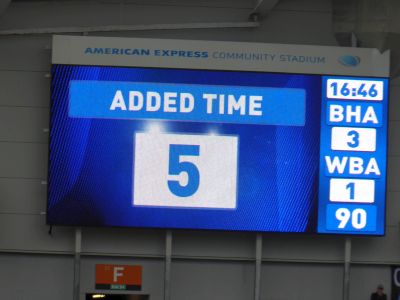 AMERICAN EXPRESS COMMUNITY STADIUM
ADDED TIME
5
16:46
BHA
3
WBA
1
90
F